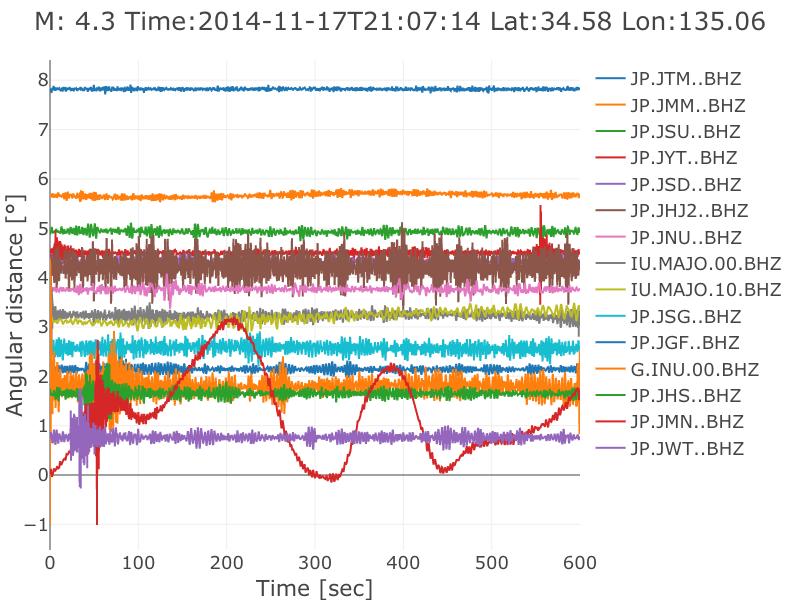 M: 4.3 Time:2014-11-17T21:07:14 Lat:34.58 Lon:135.06
8
7
6
5
4
3
2
1
0
−1
Angular distance [°]
0 100 200 300 400 500 600
Time [sec]
JP.JTM..BHZ
JP.JMM..BHZ
JP.JSU..BHZ
JP.JYT..BHZ
JP.JSD..BHZ
JP.JHJ2..BHZ
JP.JNU..BHZ
IU.MAJO.00.BHZ
IU.MAJO.10.BHZ
JP.JSG..BHZ
JP.JGF..BHZ
G.INU.00.BHZ
JP.JHS..BHZ
JP.JMN..BHZ
JP.JWT..BHZ